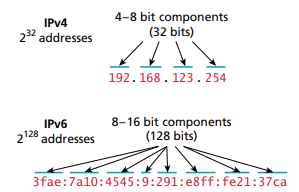 IPv4
2^32 addresses
4–8 bit components
(32 bits)
192.168.123.254
IPv6
2^128 addresses
8–16 bit components
(128 bits)
3fae:7a10:4545:9:291:e8ff:fe21:37ca